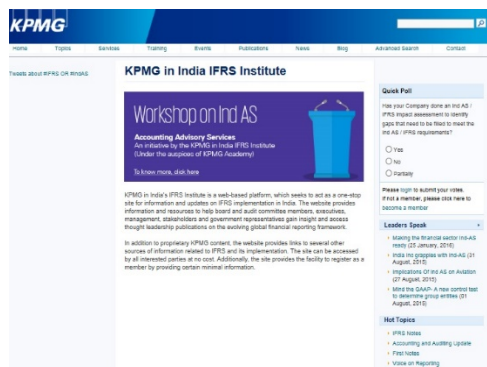 KPMG
Home Topics Services Training Events Publications News Blog Advanced Search Contact
Tweets about #IFRS OR #IndAS
KPMG in India IFRS Institute
Workshop on Ind AS
Accounting Advisory Services
An initiative by the KPMG in India IFRS Institute
(Under the auspices of KPMG Academy)
To know more, click here
KPMG in India's IFRS Institute is a web-based platform, which seeks to act as a one-stop
site for information and updates on IFRS implementation in India. The website provides
information and resources to help board and audit committee members, executives,
management, stakeholders and government representatives gain insight and access
thought leadership publications on the evolving global financial reporting framework.
In addition to proprietary KPMG content, the website provides links to several other
sources of information related to IFRS and its implementation. The site can be accessed
by all interested parties at no cost. Additionally, the site provides the facility to register as a
member by providing certain minimal information.
Quick Poll
Has your Company done an Ind AS /
IFRS impact assessment to identify
gaps that need to be filled to meet the
Ind AS / IFRS requirements?
Yes
No
Partially
Please login to submit your votes.
If not a member, please click here to
become a member
Leaders Speak
Making the financial sector Ind-AS
ready (25 January, 2016)
India Inc grapples with Ind-AS (31
August, 2015)
Implications Of Ind AS on Aviation
(27 August, 2015)
Mind the GAAP- A new control test
to determine group entities (01
August, 2015)
Hot Topics
IFRS Notes
Accounting and Auditing Update
First Notes
Voice on Reporting